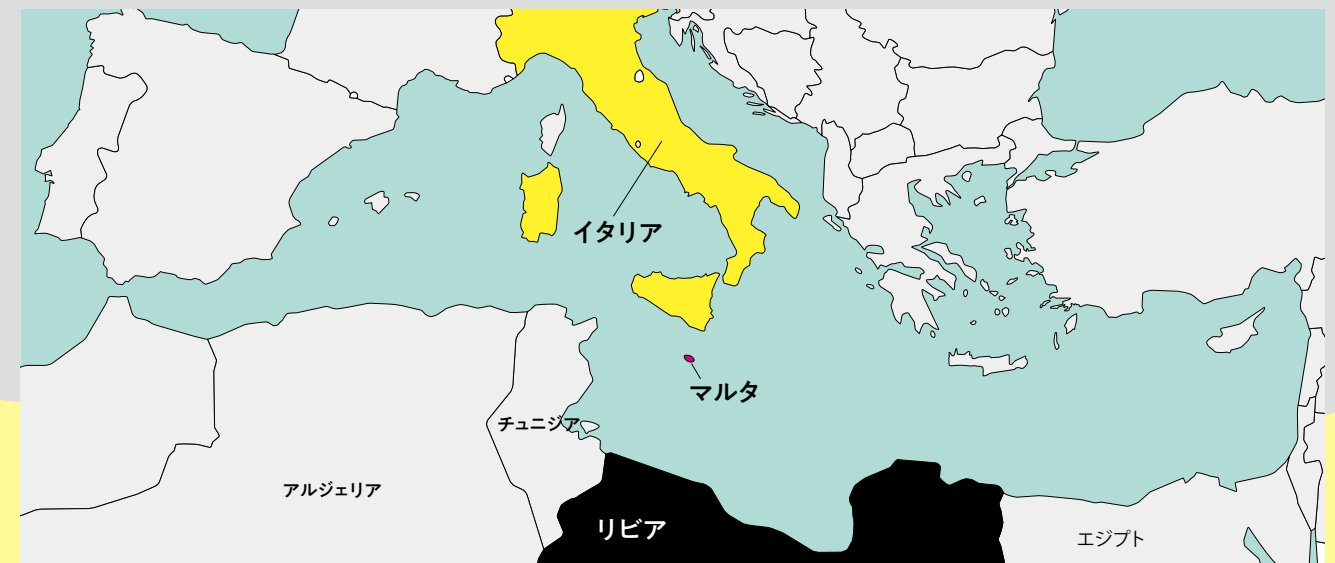 イタリア
マルタ
チュニジア
アルジェリア
リビア
エジプト